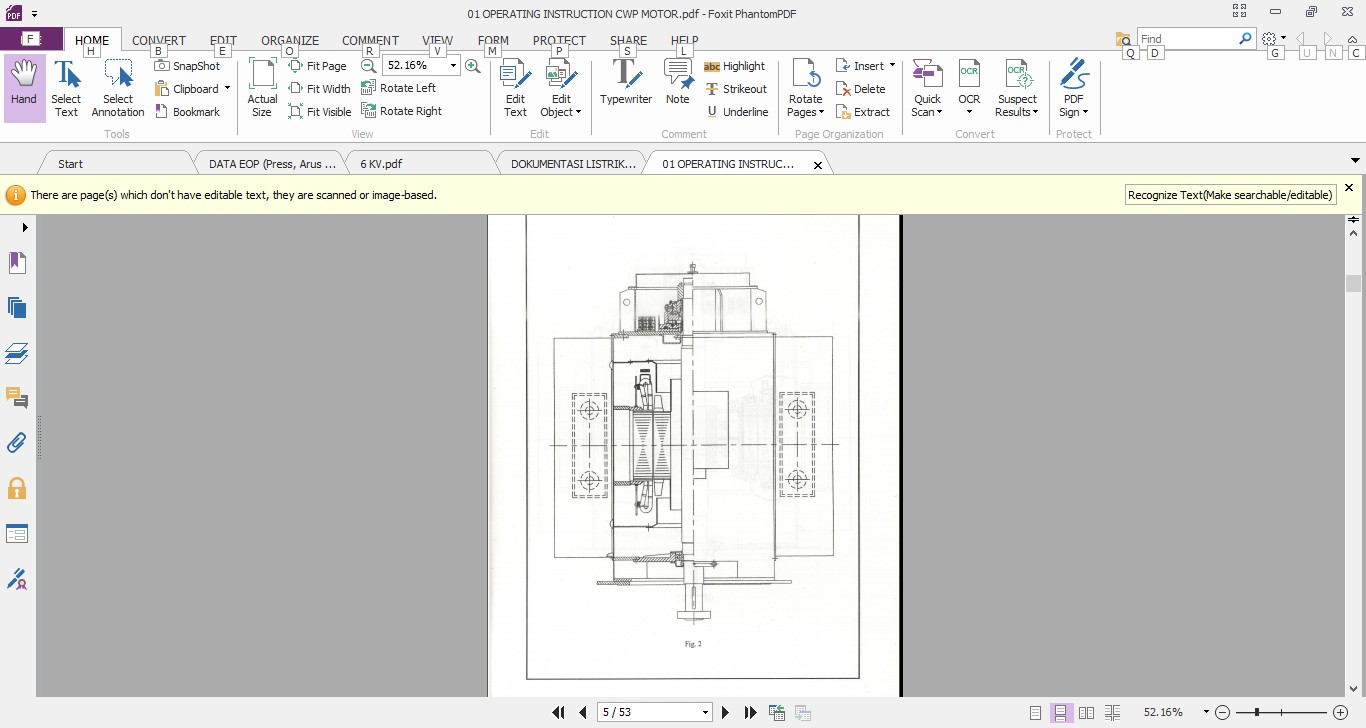 PDF
01 OPERATING INSTRUCTION CWP MOTOR.pdf - Foxit PhantomPDF
F
HOME CONVERT EDIT ORGANIZE COMMENT VIEW FORM PROTECT SHARE HELP
Find
H B E O R V M P S L Q D G U N C
Hand
Select Text
Select Annotation
SnapShot
Clipboard
Bookmark
Tools
Actual Size
Fit Page
Fit Width
Fit Visible
52.16%
Rotate Left
Rotate Right
View
Edit Text
Edit Object
Edit
Typewriter
Note
abc Highlight
Strikeout
U Underline
Comment
Rotate Pages
Insert
Delete
Extract
Page Organization
Quick Scan
OCR
OCR
OCR
Suspect Results
Convert
PDF Sign
Protect
Start
DATA EOP (Press, Arus ...
6 KV.pdf
DOKUMENTASI LISTRIK...
01 OPERATING INSTRUC...
i There are page(s) which don't have editable text, they are scanned or image-based.
Recognize Text(Make searchable/editable)
Fig. 2
5 / 53
52.16%